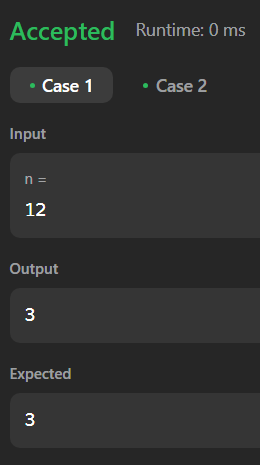 Accepted Runtime: 0 ms
• Case 1 • Case 2
Input
n =
12
Output
3
Expected
3